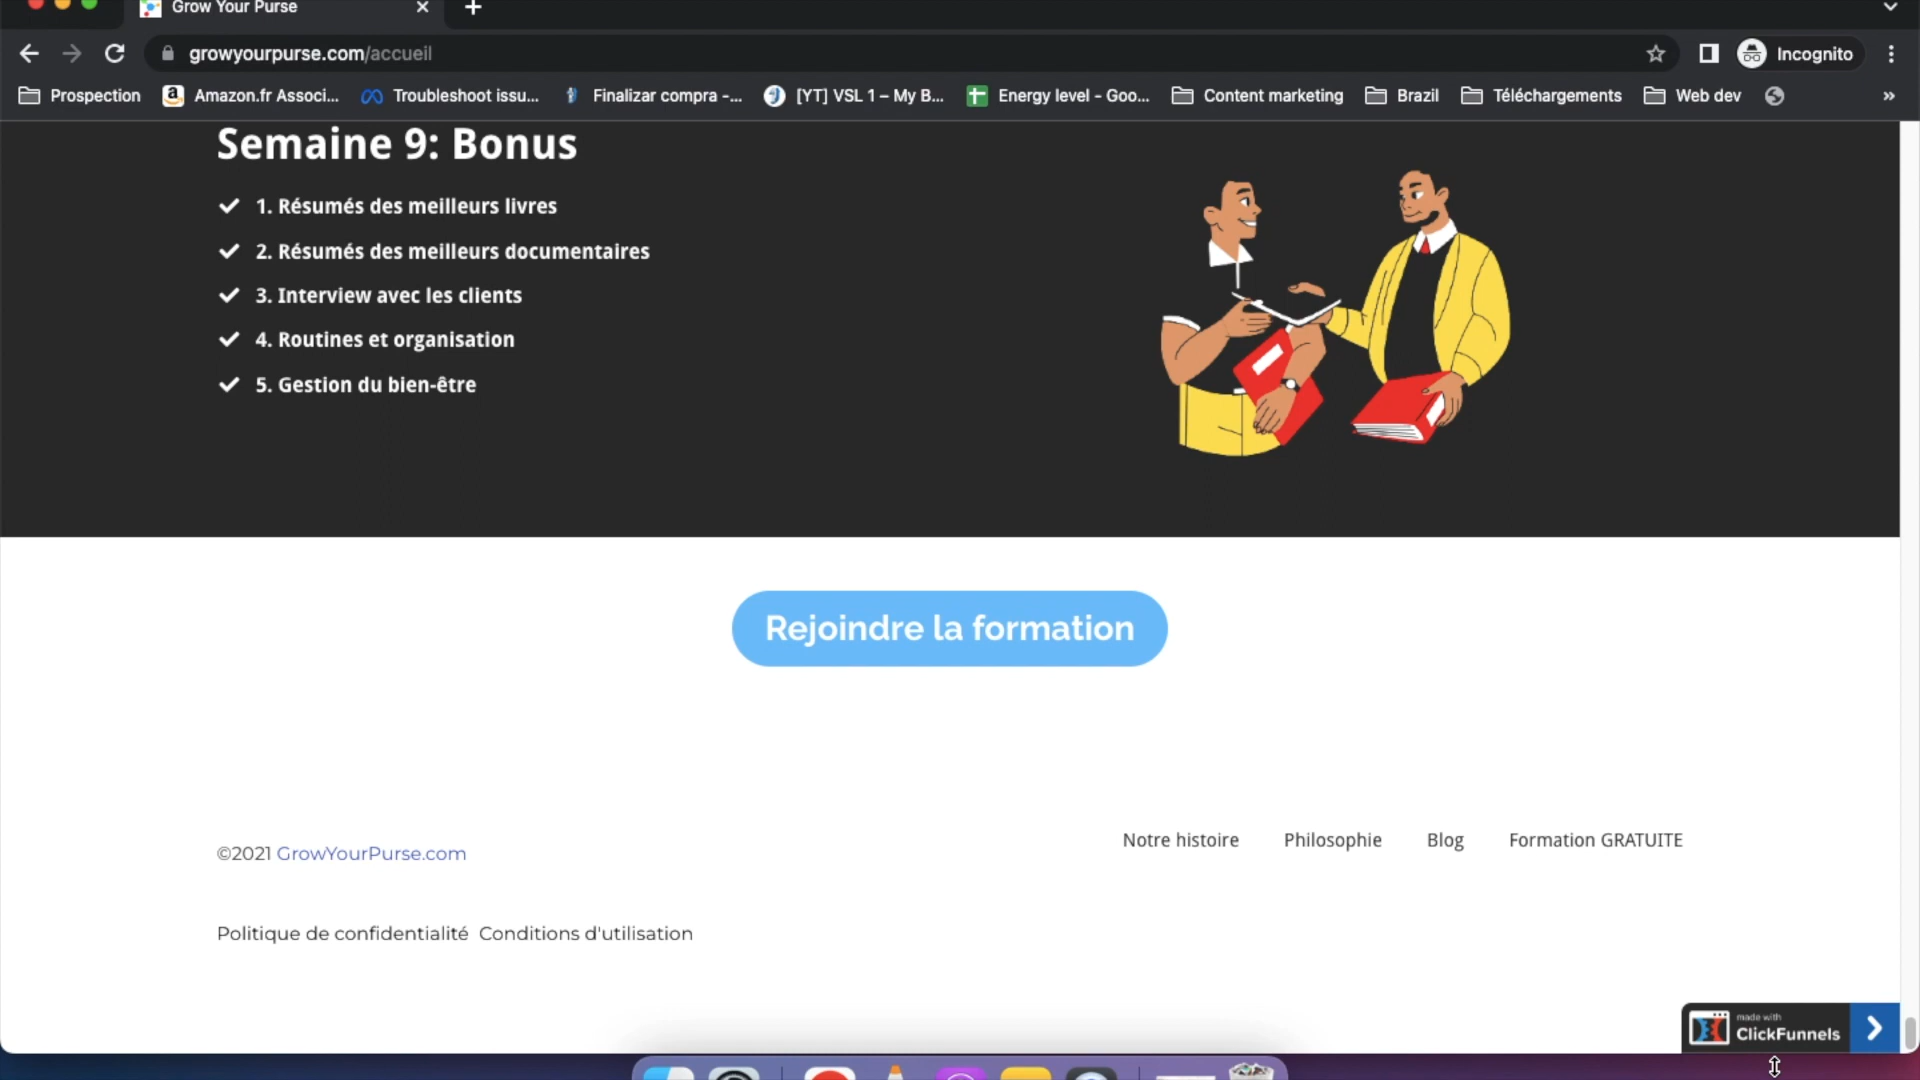 Grow Your Purse
growyourpurse.com/accueil
Incognito
Prospection
Amazon.fr Associ...
Troubleshoot issu...
Finalizar compra -...
[YT] VSL 1 – My B...
Energy level - Goo...
Content marketing
Brazil
Téléchargements
Web dev
»
Semaine 9: Bonus
1. Résumés des meilleurs livres
2. Résumés des meilleurs documentaires
3. Interview avec les clients
4. Routines et organisation
5. Gestion du bien-être
Rejoindre la formation
©2021 GrowYourPurse.com
Notre histoire
Philosophie
Blog
Formation GRATUITE
Politique de confidentialité Conditions d'utilisation
made with
ClickFunnels